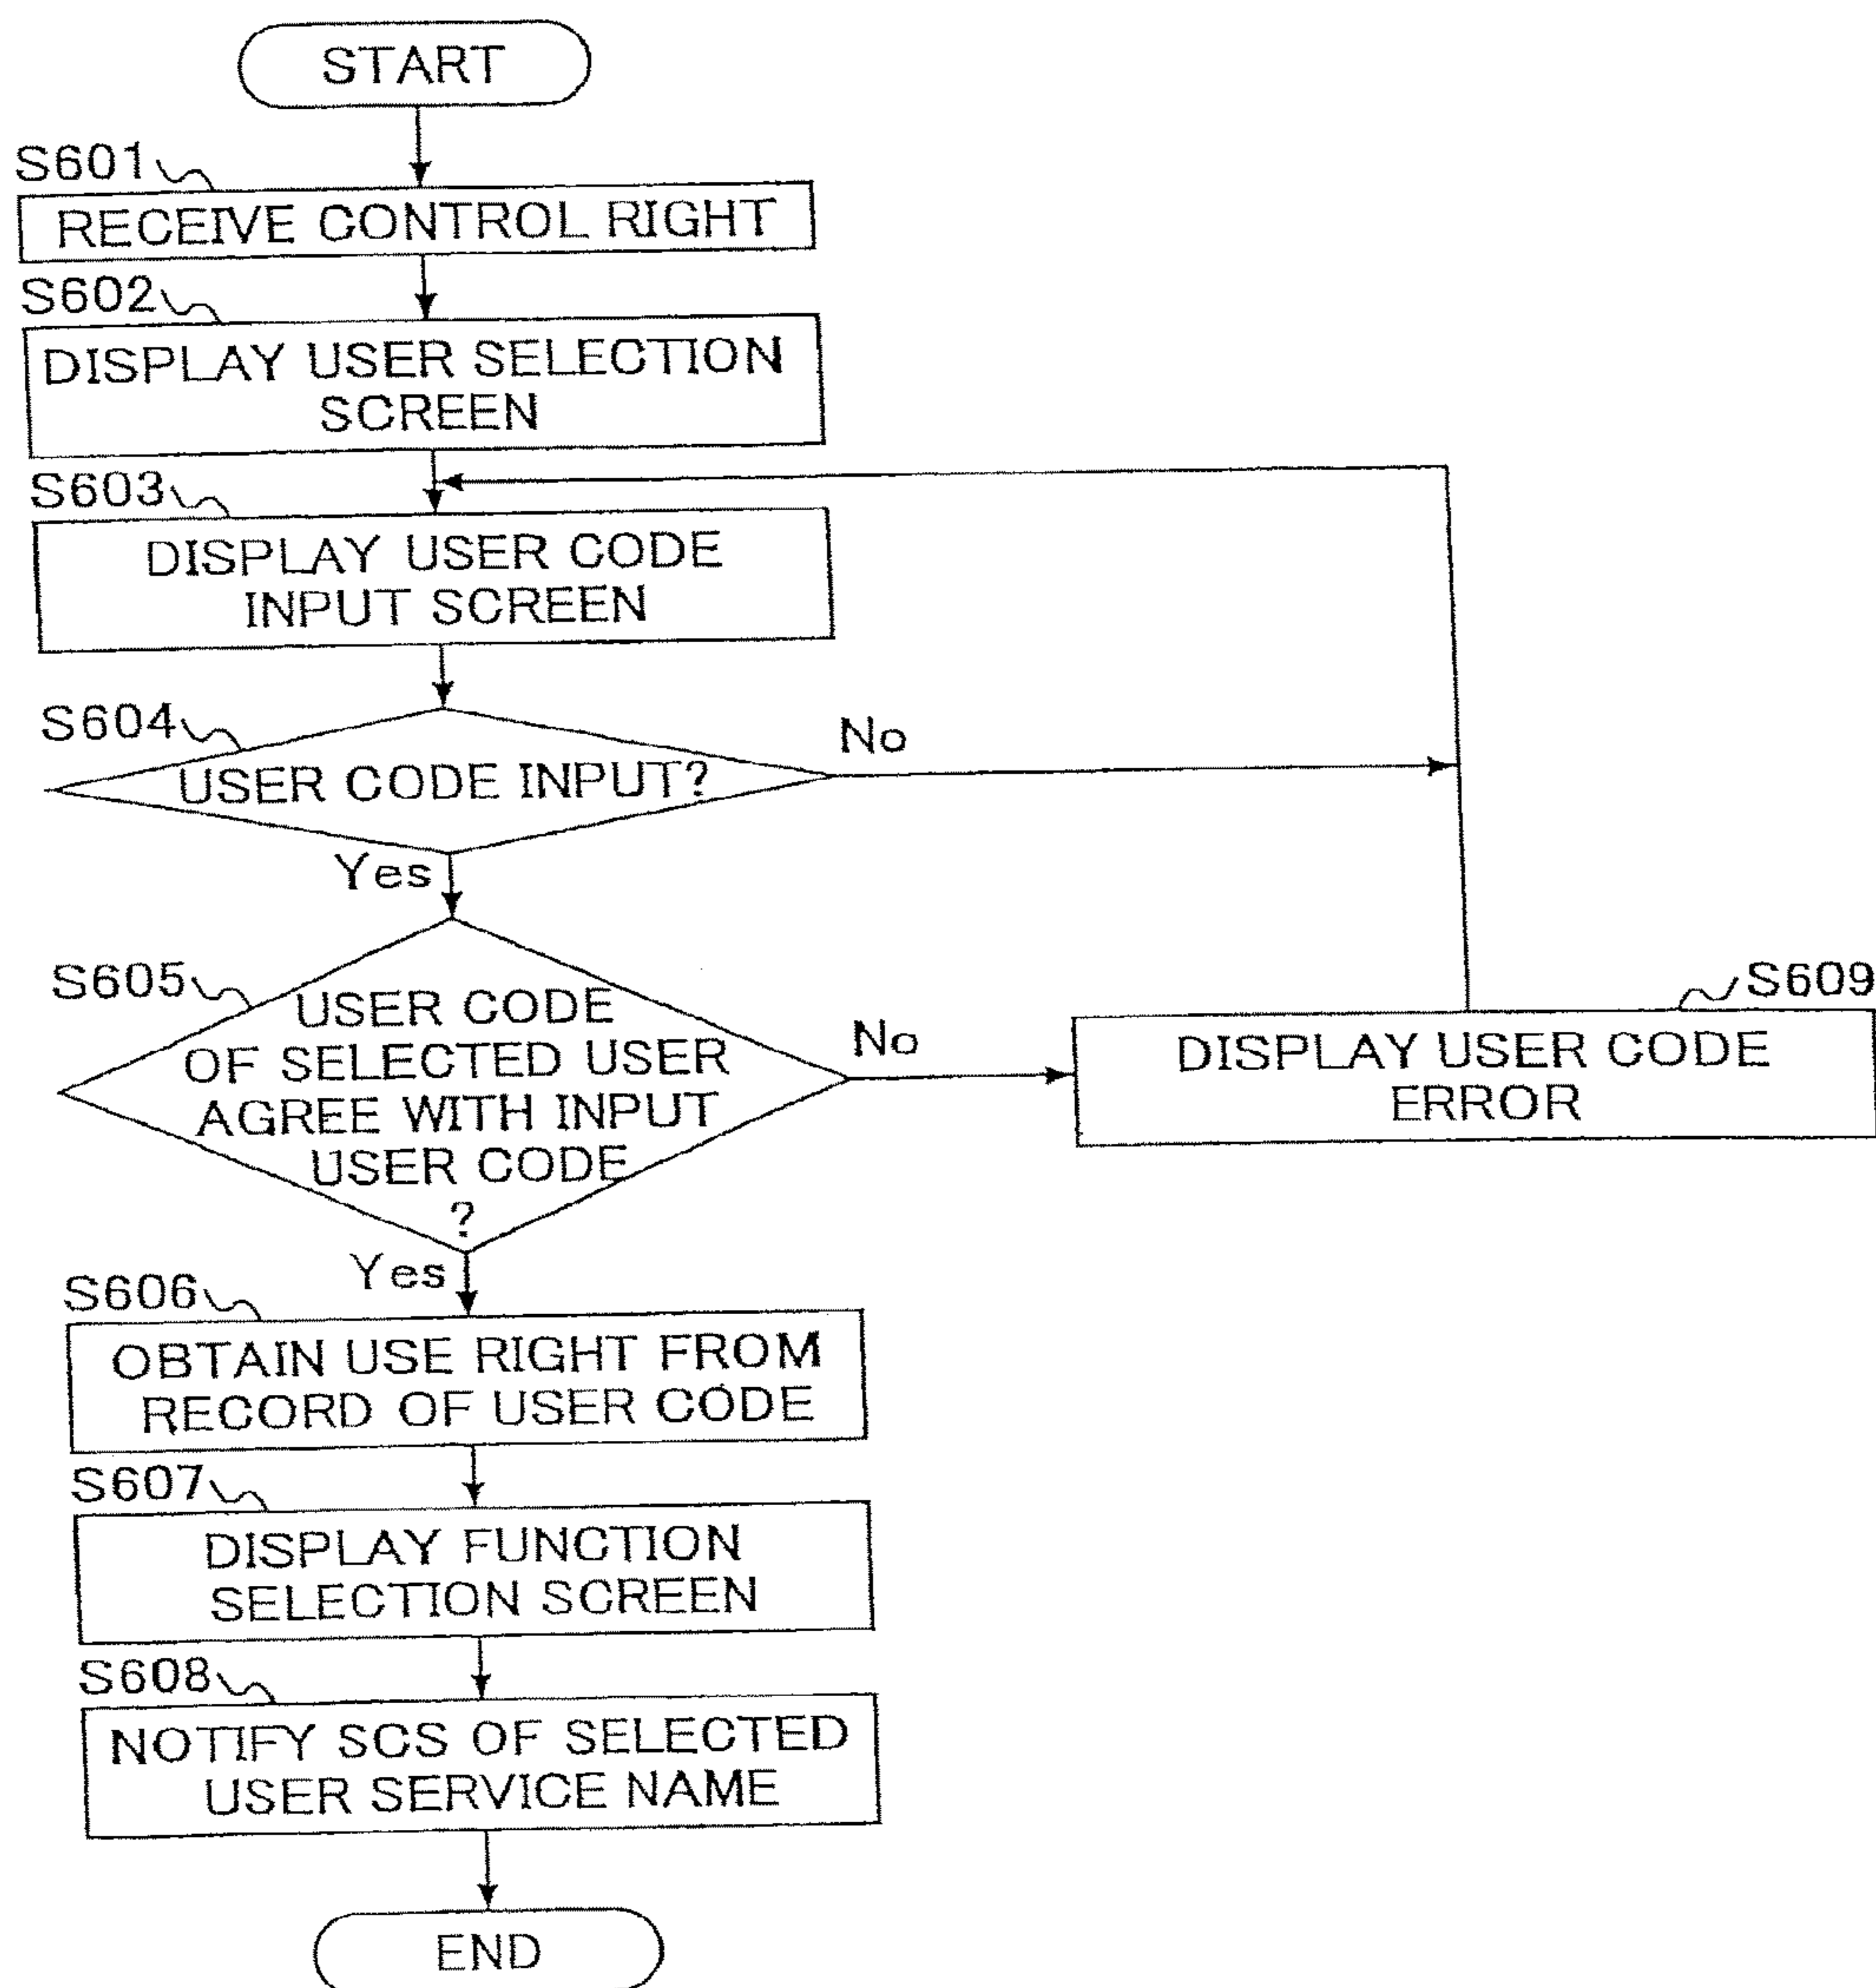 START
S601
RECEIVE CONTROL RIGHT
S602
DISPLAY USER SELECTION
SCREEN
S603
DISPLAY USER CODE
INPUT SCREEN
S604
USER CODE INPUT?
No
Yes
S605
USER CODE
OF SELECTED USER
AGREE WITH INPUT
USER CODE
?
No
S609
DISPLAY USER CODE
ERROR
Yes
S606
OBTAIN USE RIGHT FROM
RECORD OF USER CODE
S607
DISPLAY FUNCTION
SELECTION SCREEN
S608
NOTIFY SCS OF SELECTED
USER SERVICE NAME
END